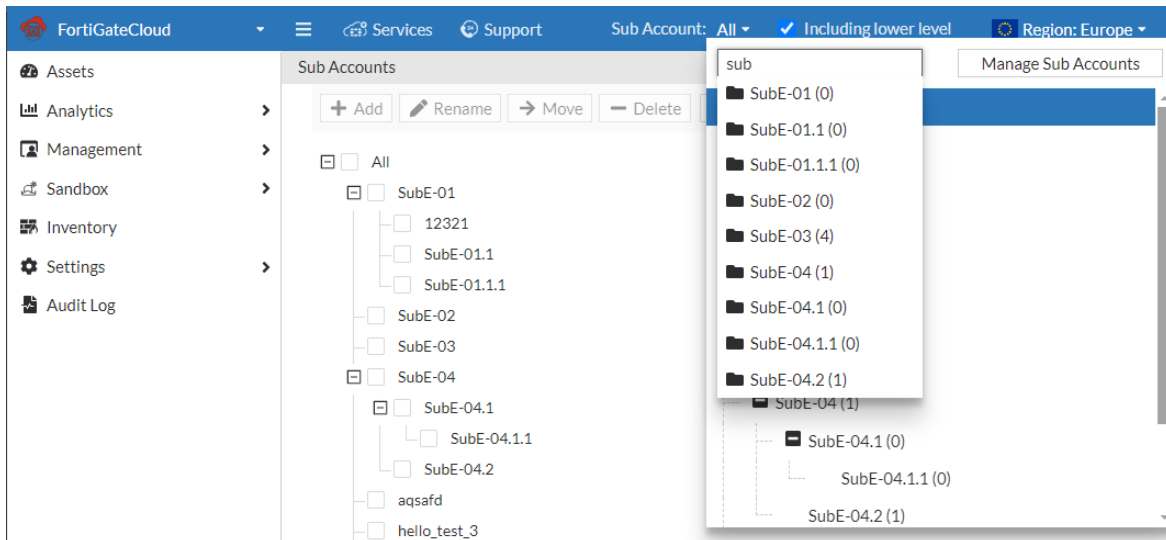 FortiGateCloud
Services
Support
Sub Account: All
Including lower level
Region: Europe
Assets
Analytics
Management
Sandbox
Inventory
Settings
Audit Log
Sub Accounts
Add
Rename
Move
Delete
All
SubE-01
12321
SubE-01.1
SubE-01.1.1
SubE-02
SubE-03
SubE-04
SubE-04.1
SubE-04.1.1
SubE-04.2
aqsafd
hello_test_3
sub
Manage Sub Accounts
SubE-01 (0)
SubE-01.1 (0)
SubE-01.1.1 (0)
SubE-02 (0)
SubE-03 (4)
SubE-04 (1)
SubE-04.1 (0)
SubE-04.1.1 (0)
SubE-04.2 (1)
SubE-04 (1)
SubE-04.1 (0)
SubE-04.1.1 (0)
SubE-04.2 (1)